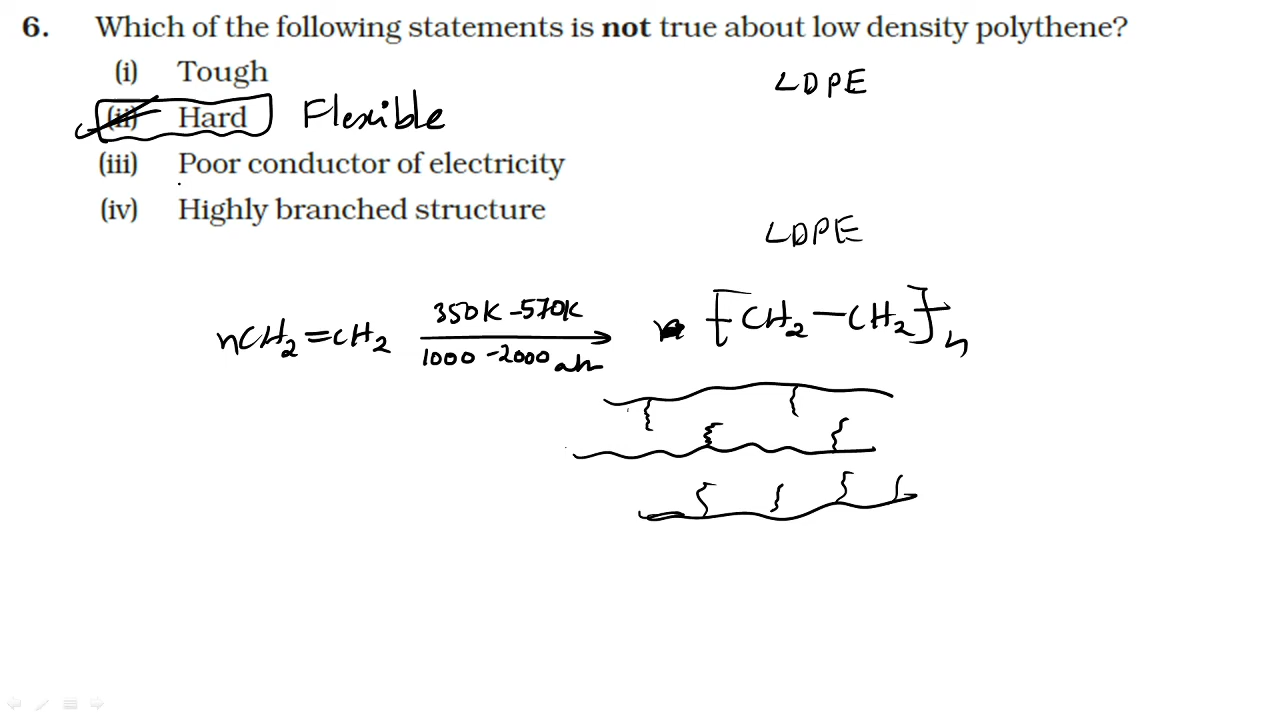 6. Which of the following statements is not true about low density polythene?
LDPE
(i) Tough
(ii) Hard Flexible
(iii) Poor conductor of electricity
(iv) Highly branched structure
LDPE
350K-570K
nCH₂=CH₂ [CH₂-CH₂]n
1000-2000 atm